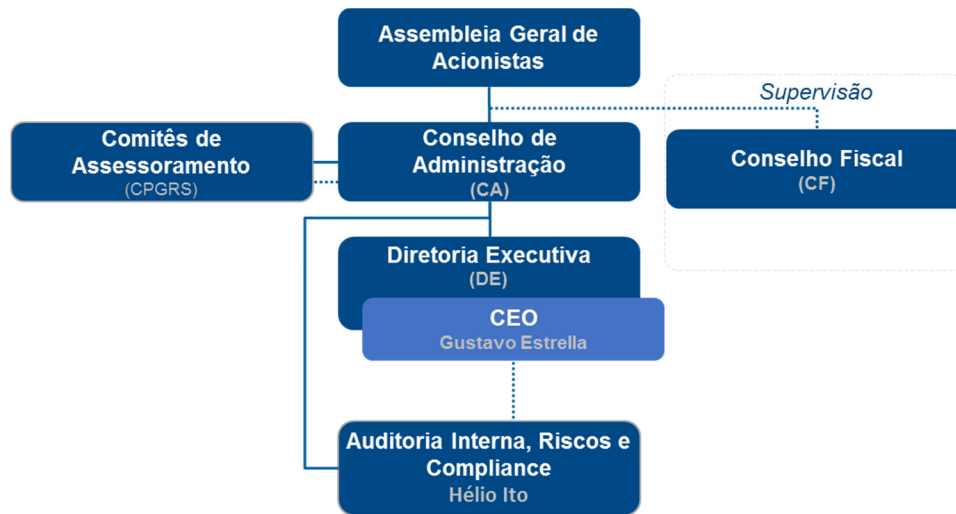 Assembleia Geral de
Acionistas
Supervisão
Comitês de
Assessoramento
(CPGRS)
Conselho de
Administração
(CA)
Conselho Fiscal
(CF)
Diretoria Executiva
(DE)
CEO
Gustavo Estrella
Auditoria Interna, Riscos e
Compliance
Hélio Ito